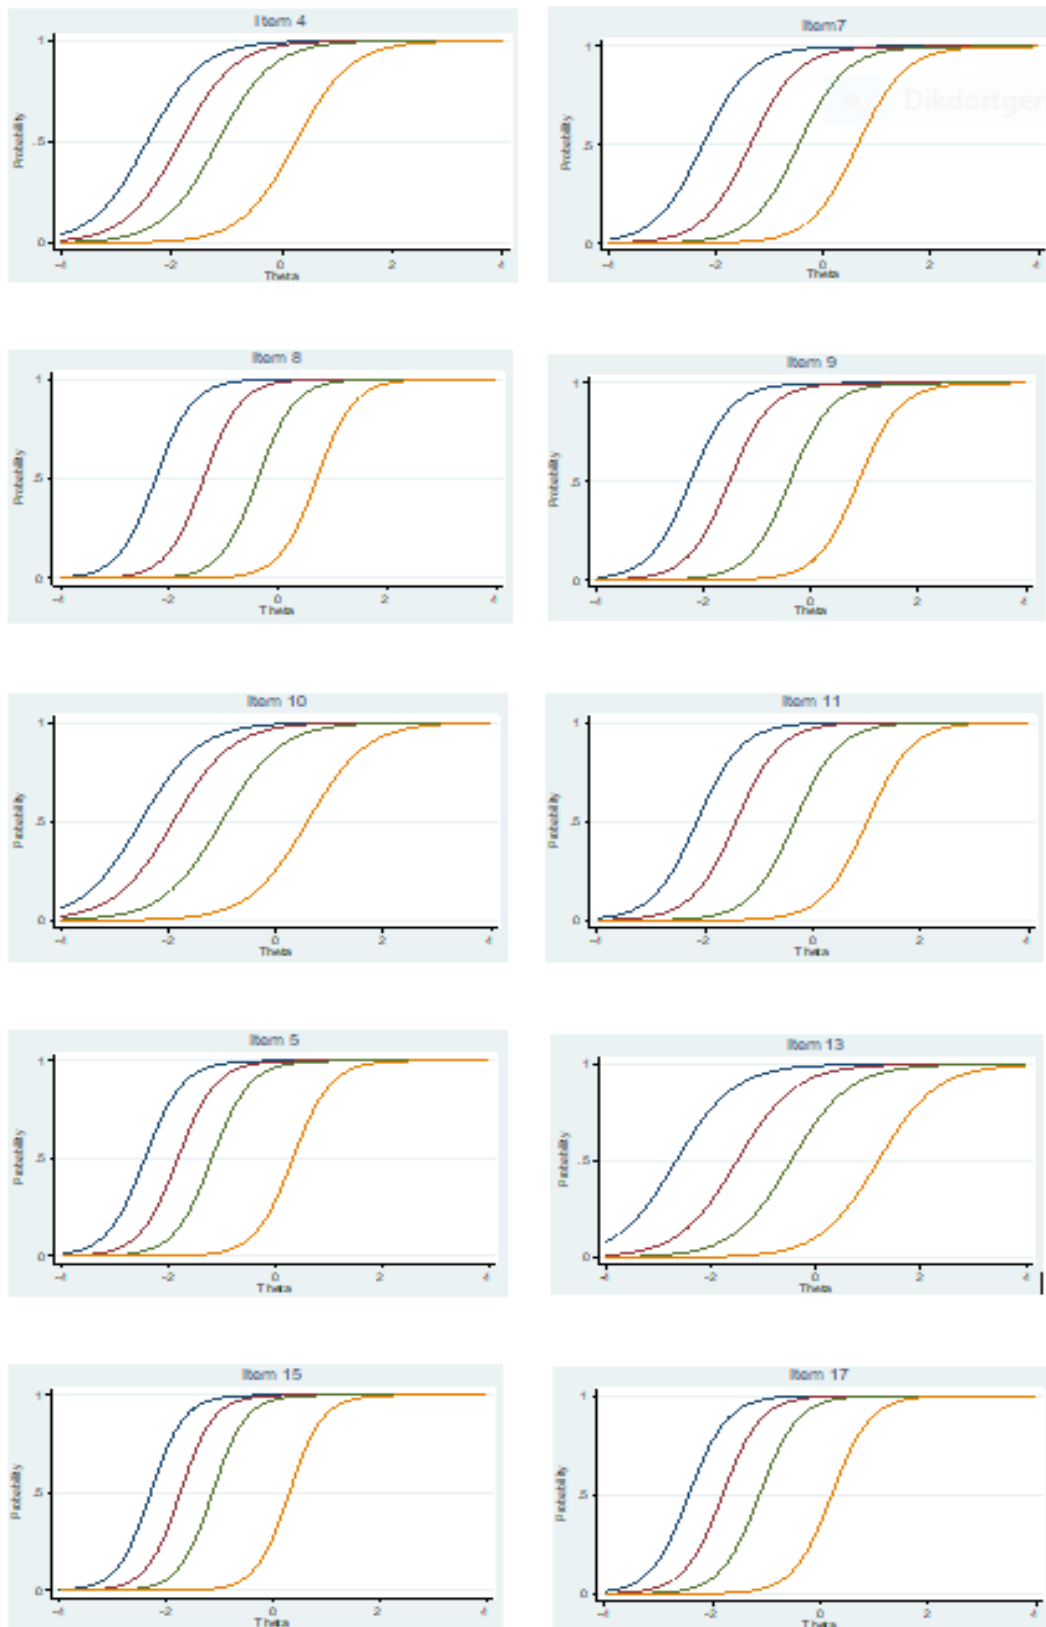 Item 4
1
.5
0
Probability
-4 -2 0 2 4
Theta
Item7
Dikdörtgen
1
.5
0
Probability
-4 -2 0 2 4
Theta
Item 8
1
.5
0
Probability
-4 -2 0 2 4
Theta
Item 9
1
.5
0
Probability
-4 -2 0 2 4
Theta
Item 10
1
.5
0
Probability
-4 -2 0 2 4
Theta
Item 11
1
.5
0
Probability
-4 -2 0 2 4
Theta
Item 5
1
.5
0
Probability
-4 -2 0 2 4
Theta
Item 13
1
.5
0
Probability
-4 -2 0 2 4
Theta
Item 15
1
.5
0
Probability
-4 -2 0 2 4
Theta
Item 17
1
.5
0
Probability
-4 -2 0 2 4
Theta